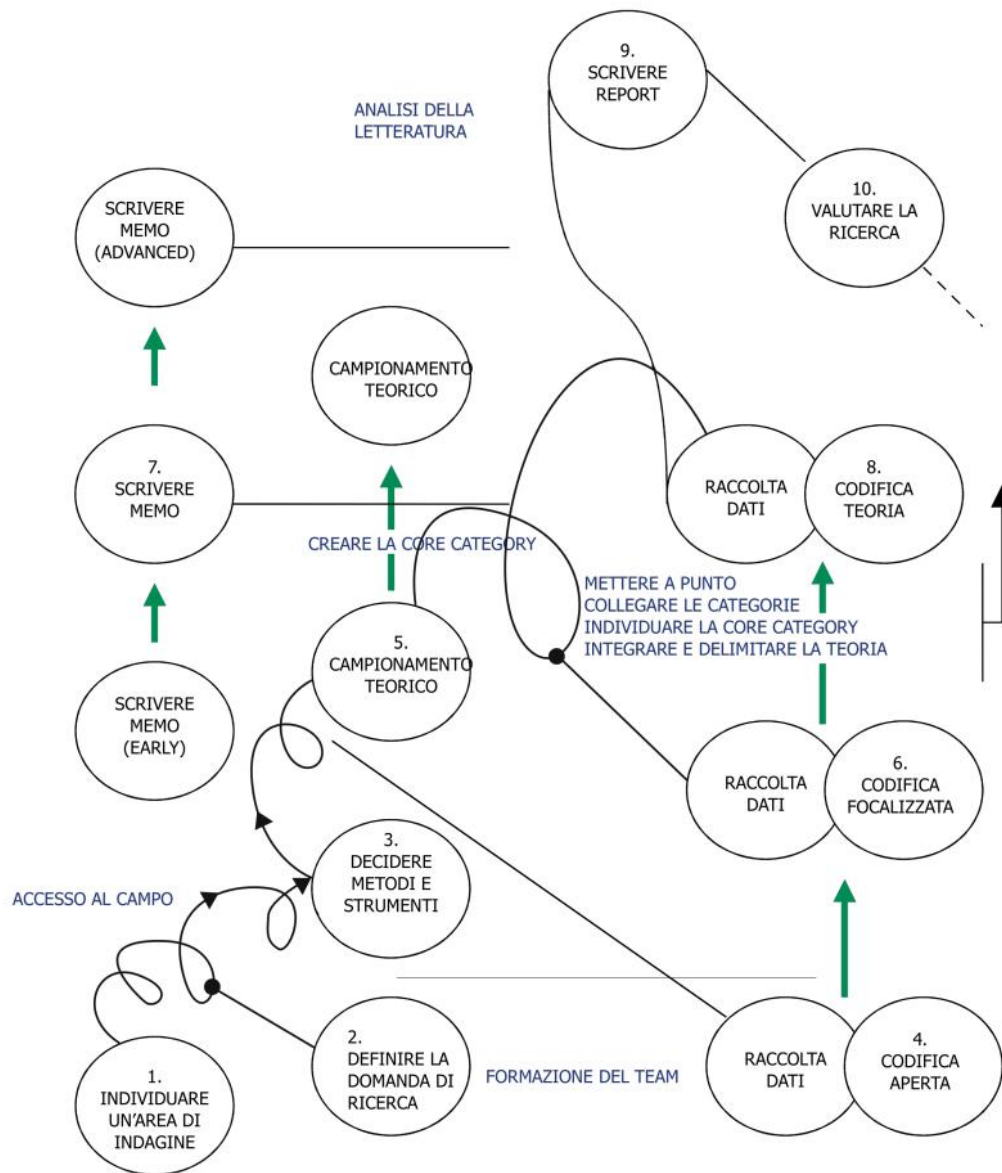 9.
SCRIVERE
REPORT
ANALISI DELLA
LETTERATURA
10.
VALUTARE LA
RICERCA
SCRIVERE
MEMO
(ADVANCED)
CAMPIONAMENTO
TEORICO
7.
SCRIVERE
MEMO
RACCOLTA
DATI
8.
CODIFICA
TEORIA
CREARE LA CORE CATEGORY
METTERE A PUNTO
COLLEGARE LE CATEGORIE
INDIVIDUARE LA CORE CATEGORY
INTEGRARE E DELIMITARE LA TEORIA
5.
CAMPIONAMENTO
TEORICO
SCRIVERE
MEMO
(EARLY)
RACCOLTA
DATI
6.
CODIFICA
FOCALIZZATA
3.
DECIDERE
METODI E
STRUMENTI
ACCESSO AL CAMPO
1.
INDIVIDUARE
UN'AREA DI
INDAGINE
2.
DEFINIRE LA
DOMANDA DI
RICERCA
FORMAZIONE DEL TEAM
RACCOLTA
DATI
4.
CODIFICA
APERTA